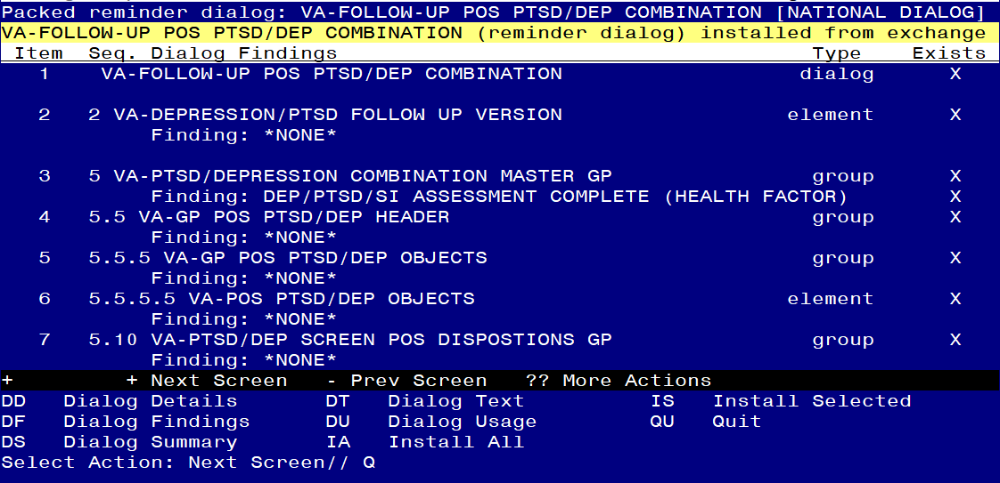 Packed reminder dialog: VA-FOLLOW-UP POS PTSD/DEP COMBINATION [NATIONAL DIALOG]
VA-FOLLOW-UP POS PTSD/DEP COMBINATION (reminder dialog) installed from exchange
Item Seq. Dialog Findings Type Exists
1 VA-FOLLOW-UP POS PTSD/DEP COMBINATION dialog X
2 2 VA-DEPRESSION/PTSD FOLLOW UP VERSION element X
Finding: *NONE*
3 5 VA-PTSD/DEPRESSION COMBINATION MASTER GP group X
Finding: DEP/PTSD/SI ASSESSMENT COMPLETE (HEALTH FACTOR) X
4 5.5 VA-GP POS PTSD/DEP HEADER group X
Finding: *NONE*
5 5.5.5 VA-GP POS PTSD/DEP OBJECTS group X
Finding: *NONE*
6 5.5.5.5 VA-POS PTSD/DEP OBJECTS element X
Finding: *NONE*
7 5.10 VA-PTSD/DEP SCREEN POS DISPOSTIONS GP group X
Finding: *NONE*
+ + Next Screen - Prev Screen ?? More Actions
DD Dialog Details DT Dialog Text IS Install Selected
DF Dialog Findings DU Dialog Usage QU Quit
DS Dialog Summary IA Install All
Select Action: Next Screen// Q